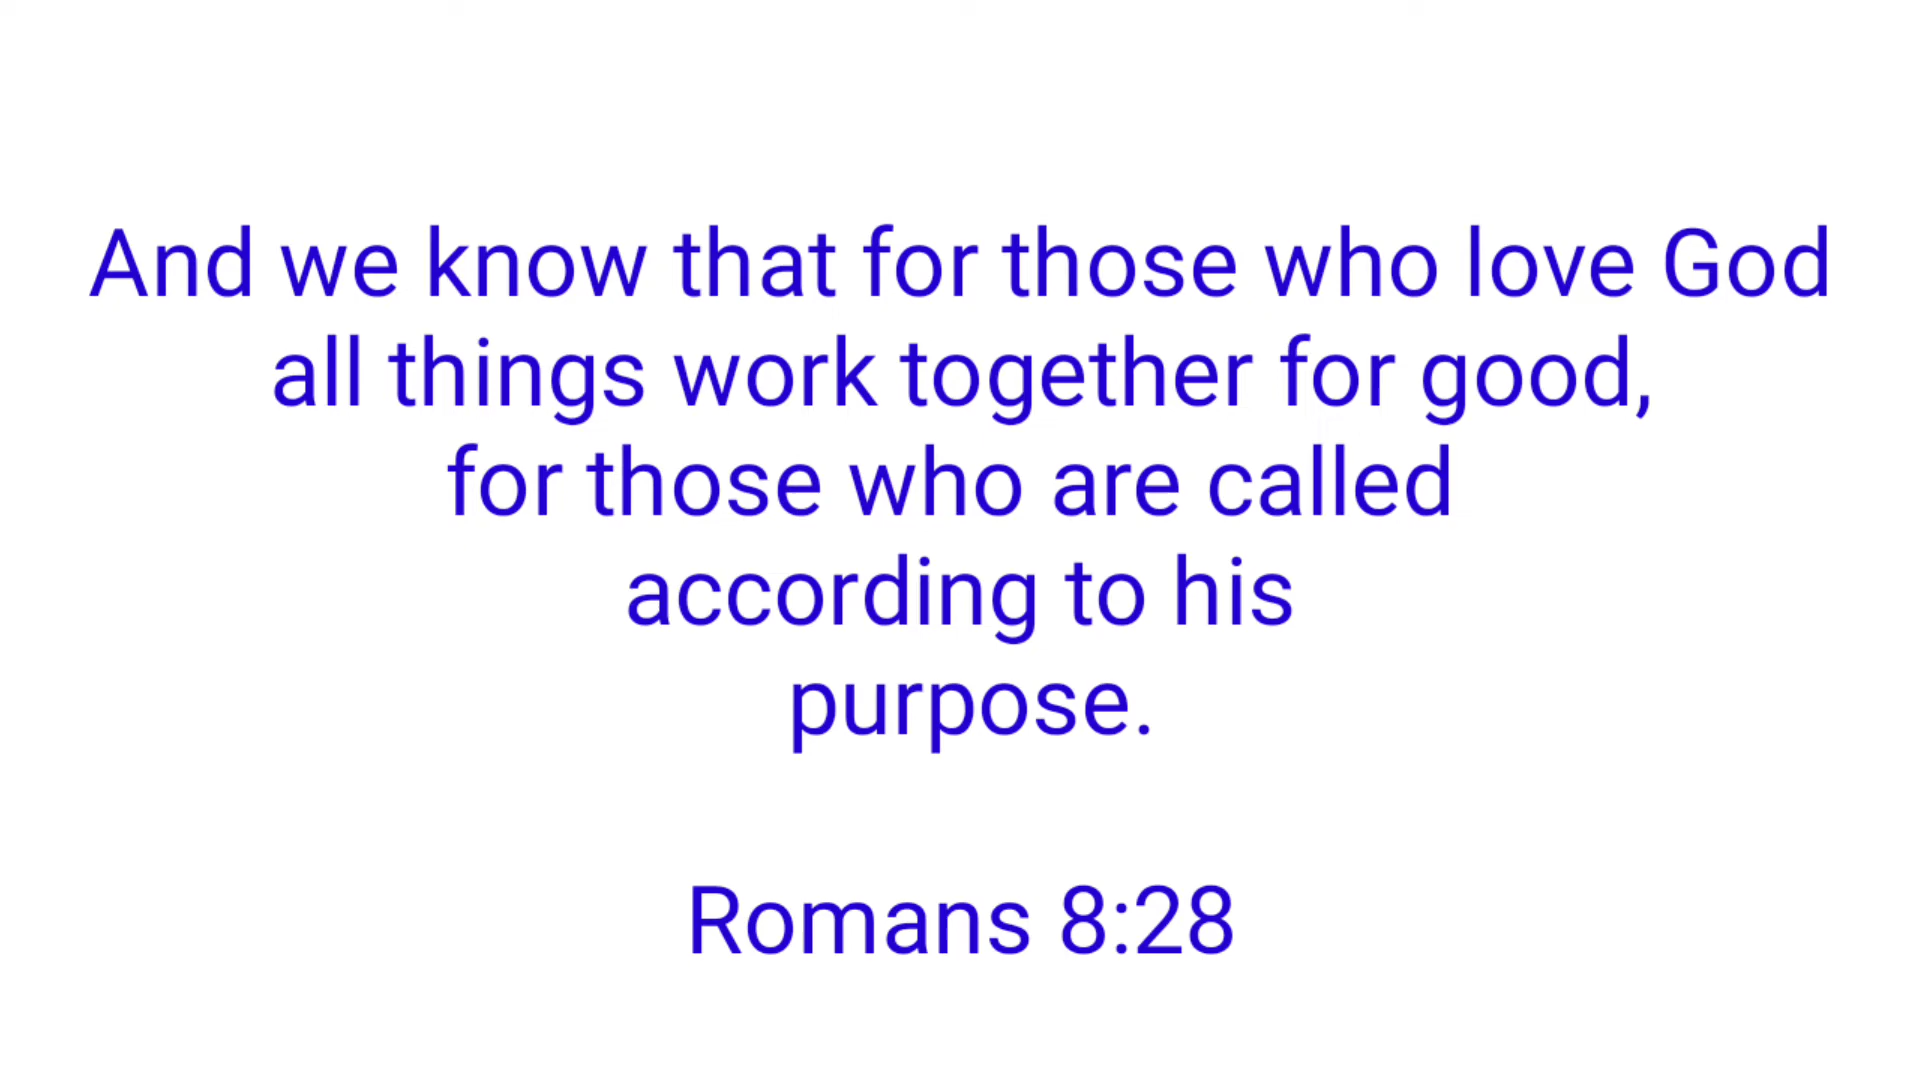 And we know that for those who love God
all things work together for good,
for those who are called
according to his
purpose.
Romans 8:28